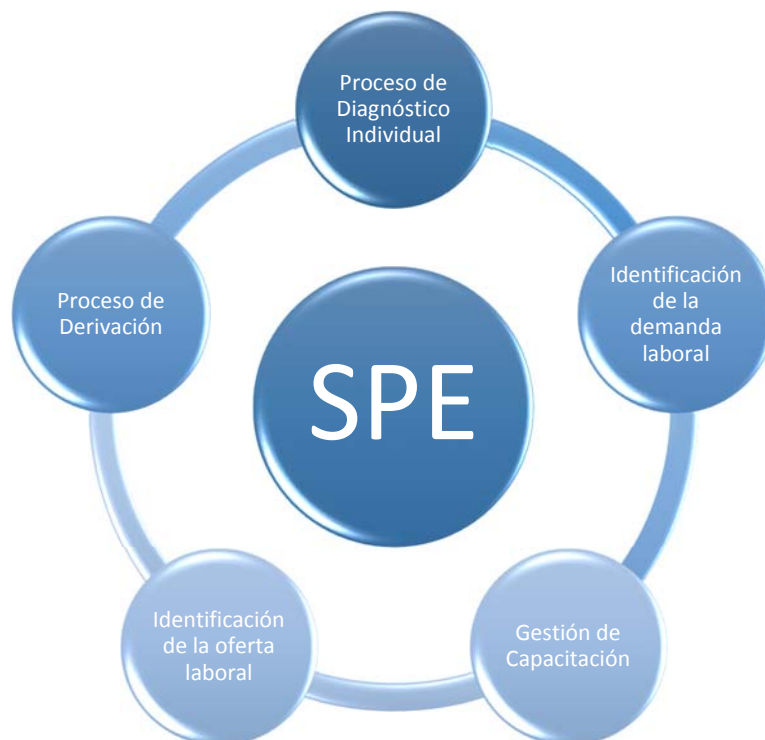 Proceso de
Diagnóstico
Individual
Identificación
de la
demanda
laboral
Gestión de
Capacitación
Identificación
de la oferta
laboral
Proceso de
Derivación
SPE